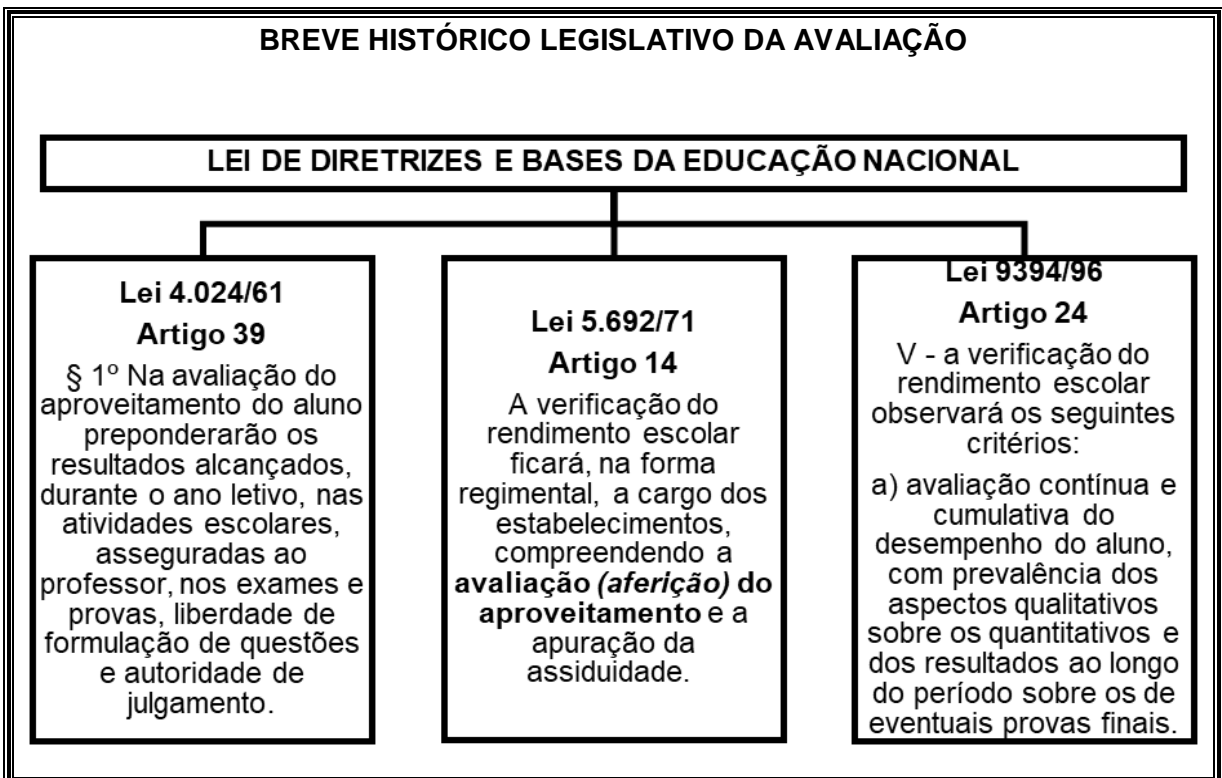 BREVE HISTÓRICO LEGISLATIVO DA AVALIAÇÃO
LEI DE DIRETRIZES E BASES DA EDUCAÇÃO NACIONAL
Lei 4.024/61
Artigo 39
§ 1º Na avaliação do
aproveitamento do aluno
preponderarão os
resultados alcançados,
durante o ano letivo, nas
atividades escolares,
asseguradas ao
professor, nos exames e
provas, liberdade de
formulação de questões
e autoridade de
julgamento.
Lei 5.692/71
Artigo 14
A verificação do
rendimento escolar
ficará, na forma
regimental, a cargo dos
estabelecimentos,
compreendendo a
avaliação (aferição) do
aproveitamento e a
apuração da
assiduidade.
Lei 9394/96
Artigo 24
V - a verificação do
rendimento escolar
observará os seguintes
critérios:
a) avaliação contínua e
cumulativa do
desempenho do aluno,
com prevalência dos
aspectos qualitativos
sobre os quantitativos e
dos resultados ao longo
do período sobre os de
eventuais provas finais.